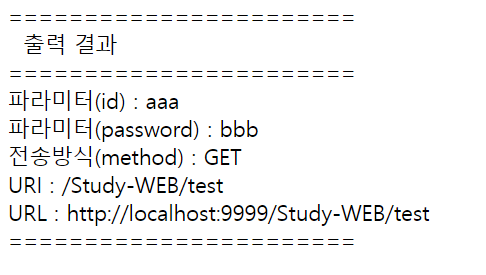 =======================
출력 결과
=======================
파라미터(id) : aaa
파라미터(password) : bbb
전송방식(method) : GET
URI : /Study-WEB/test
URL : http://localhost:9999/Study-WEB/test
=======================